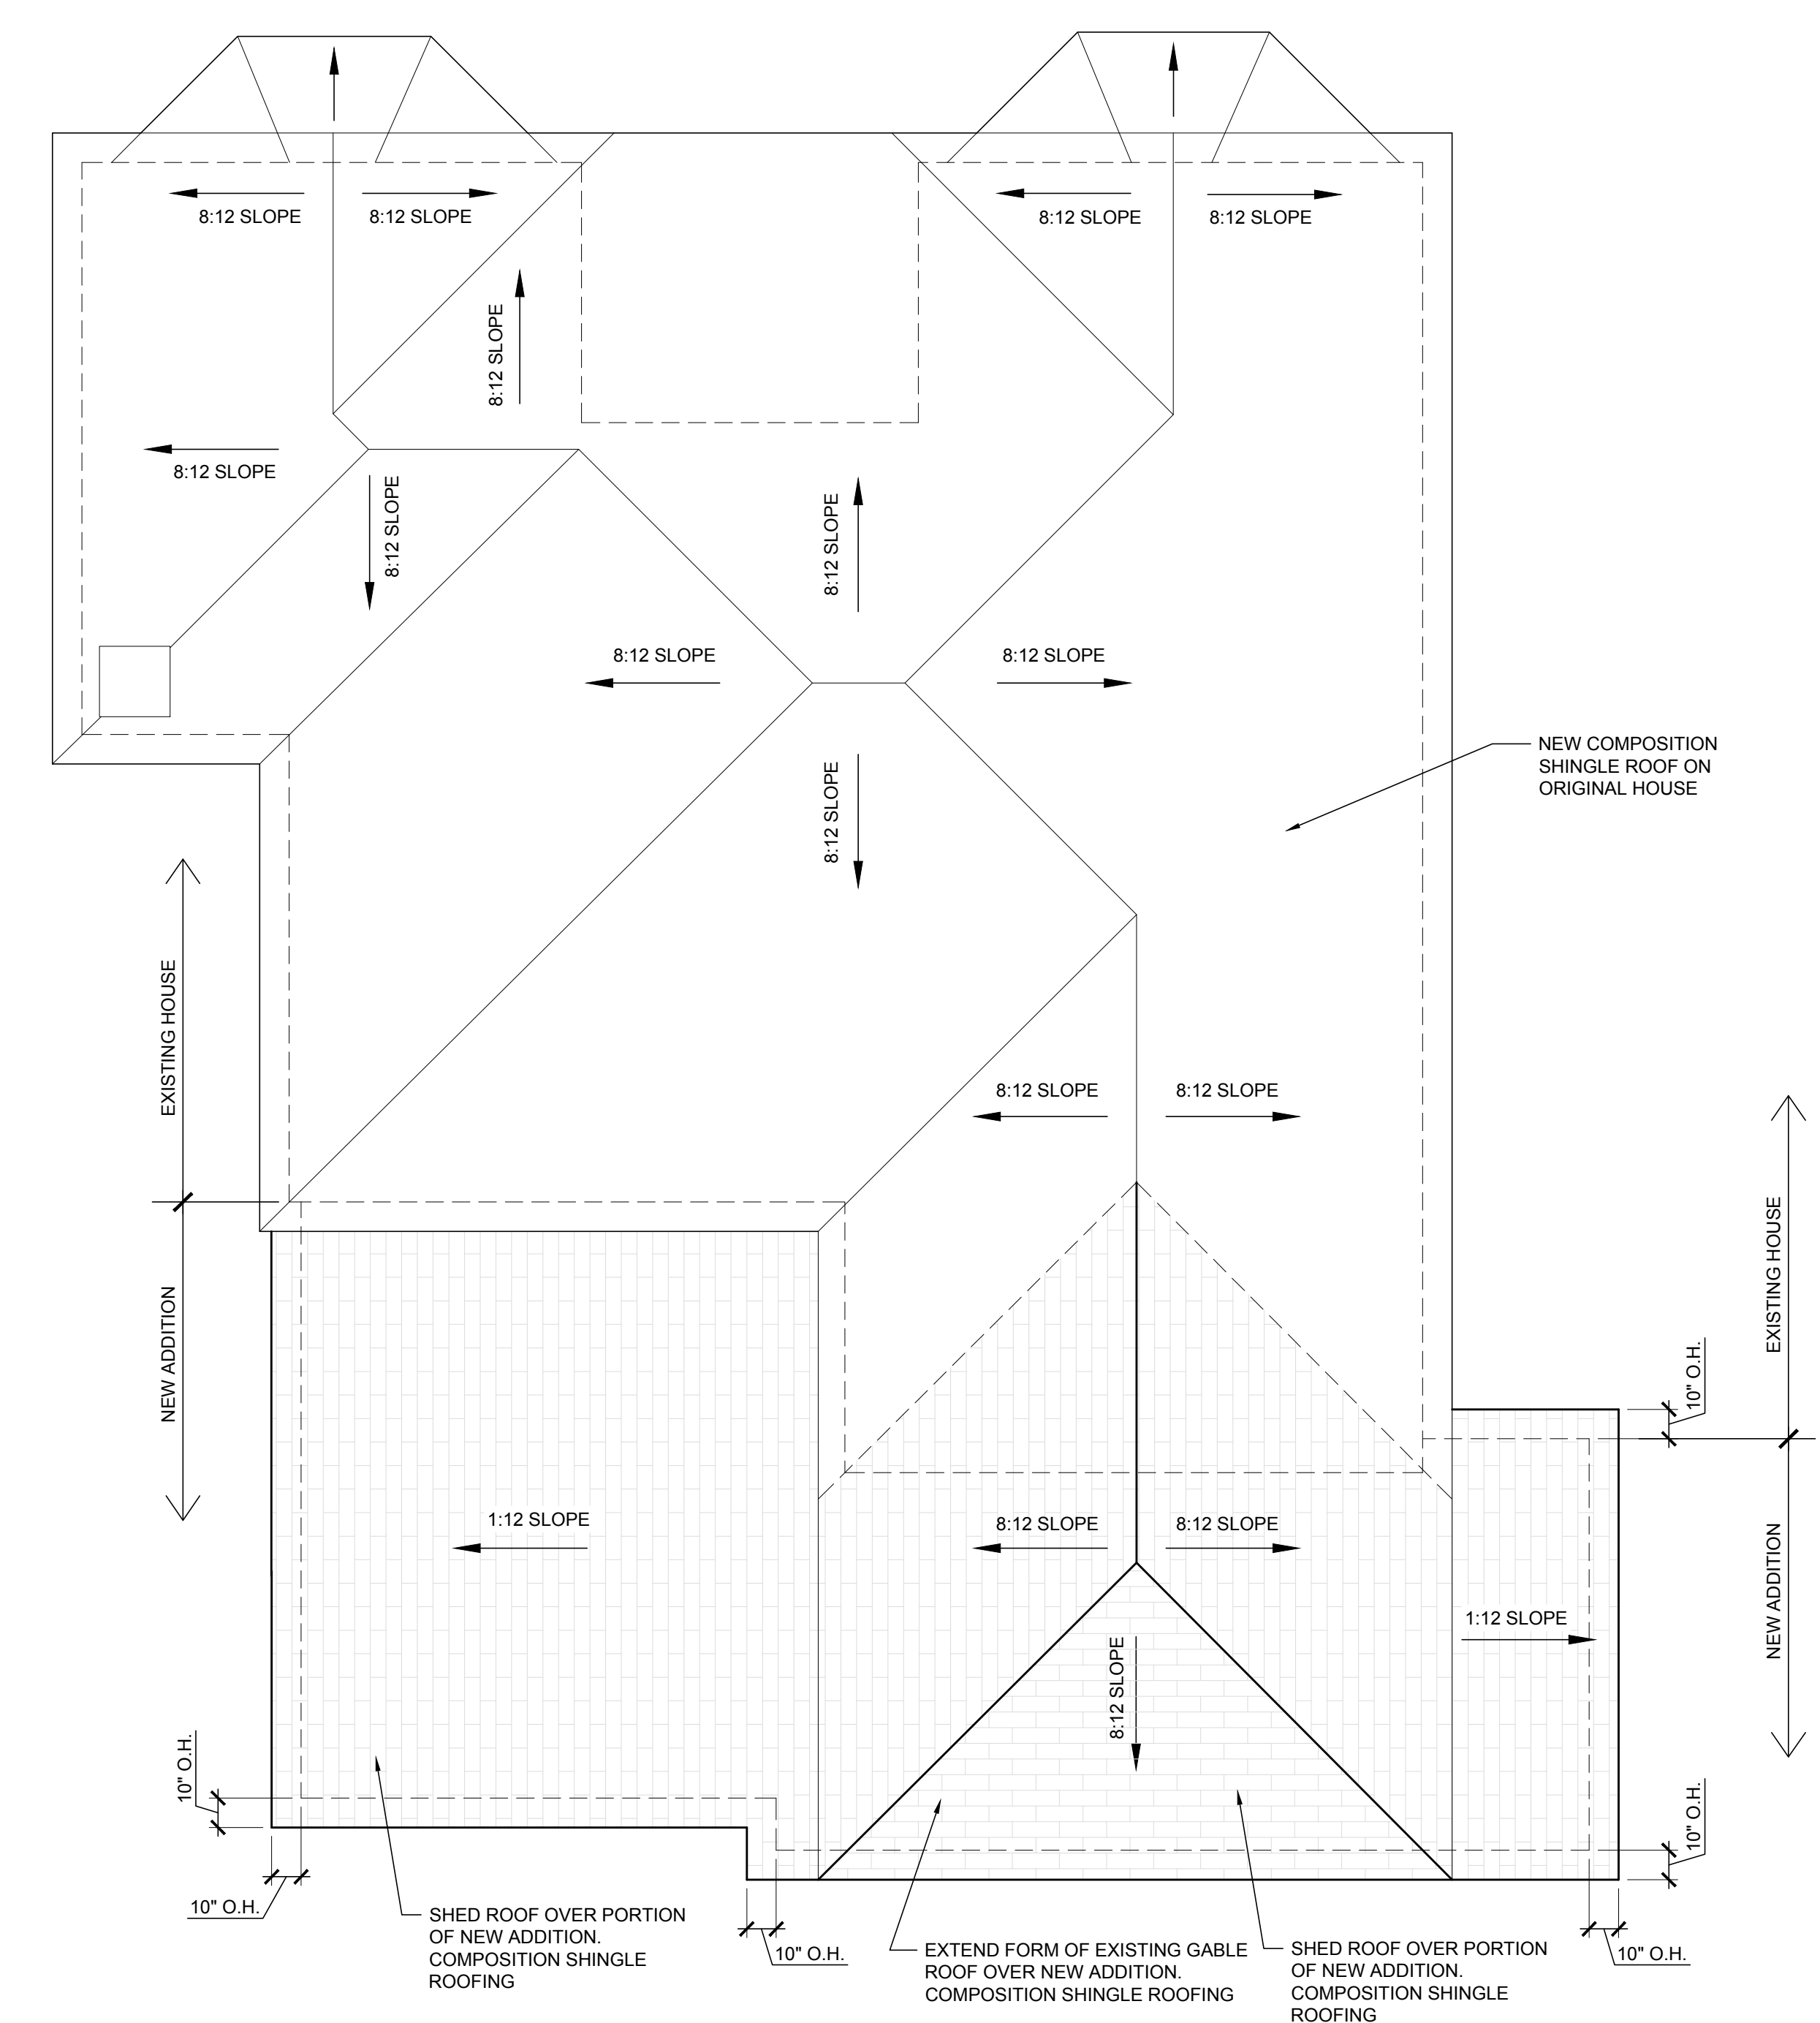 8:12 SLOPE
8:12 SLOPE
8:12 SLOPE
8:12 SLOPE
8:12 SLOPE
8:12 SLOPE
8:12 SLOPE
8:12 SLOPE
8:12 SLOPE
8:12 SLOPE
NEW COMPOSITION
SHINGLE ROOF ON
ORIGINAL HOUSE
8:12 SLOPE
EXISTING HOUSE
8:12 SLOPE
8:12 SLOPE
EXISTING HOUSE
NEW ADDITION
10" O.H.
1:12 SLOPE
8:12 SLOPE
8:12 SLOPE
NEW ADDITION
1:12 SLOPE
8:12 SLOPE
10" O.H.
10" O.H.
10" O.H.
SHED ROOF OVER PORTION
OF NEW ADDITION.
COMPOSITION SHINGLE
ROOFING
10" O.H.
EXTEND FORM OF EXISTING GABLE
ROOF OVER NEW ADDITION.
COMPOSITION SHINGLE ROOFING
SHED ROOF OVER PORTION
OF NEW ADDITION.
COMPOSITION SHINGLE
ROOFING
10" O.H.